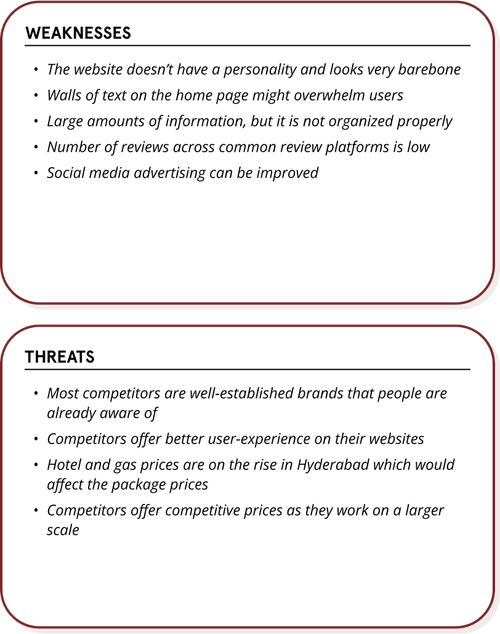 WEAKNESSES
• The website doesn’t have a personality and looks very barebone
• Walls of text on the home page might overwhelm users
• Large amounts of information, but it is not organized properly
• Number of reviews across common review platforms is low
• Social media advertising can be improved
THREATS
• Most competitors are well-established brands that people are
already aware of
• Competitors offer better user-experience on their websites
• Hotel and gas prices are on the rise in Hyderabad which would
affect the package prices
• Competitors offer competitive prices as they work on a larger
scale